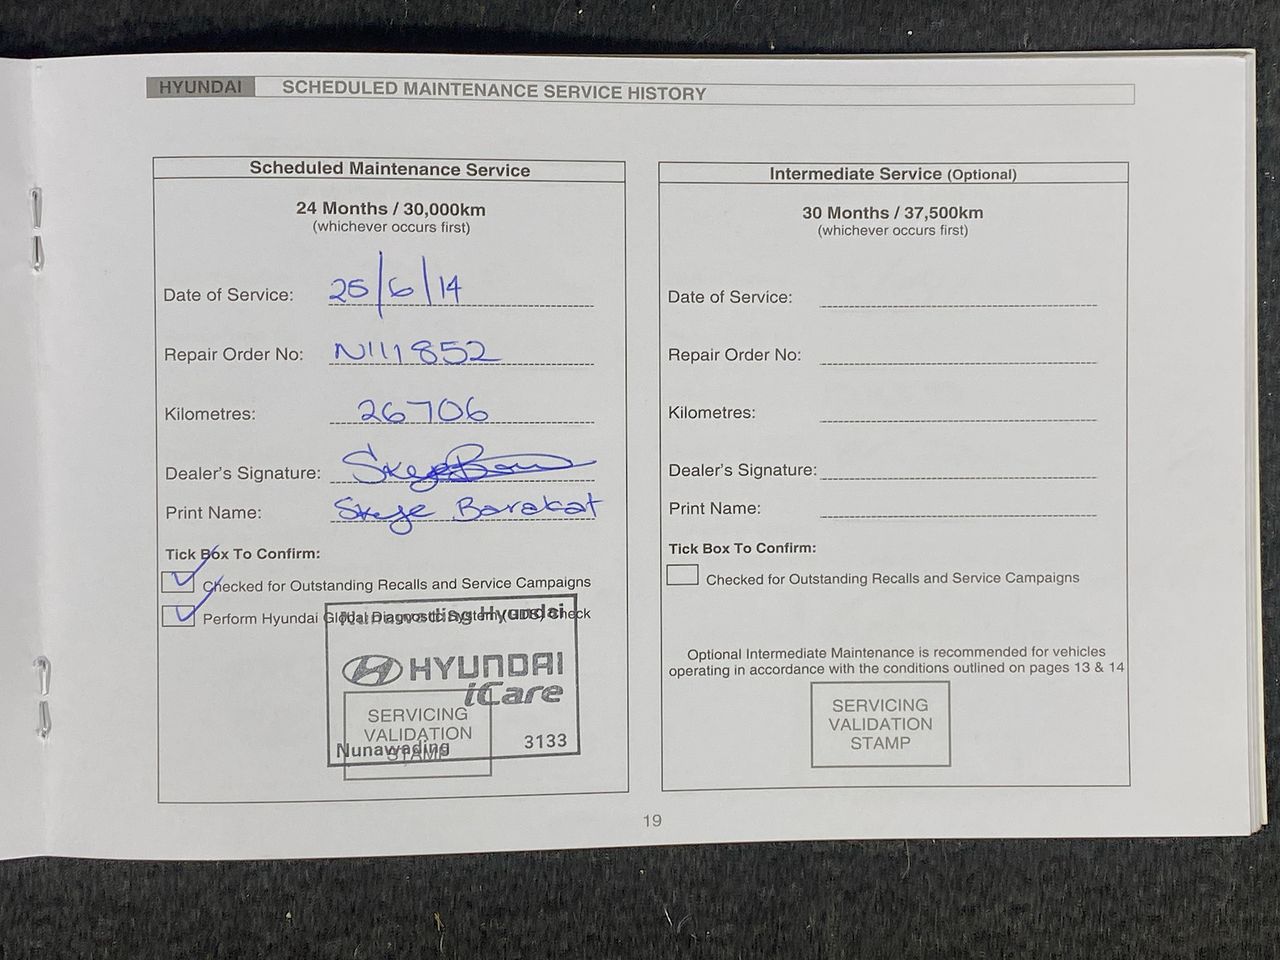 HYUNDAI SCHEDULED MAINTENANCE SERVICE HISTORY
Scheduled Maintenance Service
24 Months / 30,000km
(whichever occurs first)
Date of Service: 25/6/14
Repair Order No: N111852
Kilometres: 26706
Dealer's Signature: Skye
Print Name: Skye Barakat
Tick Box To Confirm:
Checked for Outstanding Recalls and Service Campaigns
Perform Hyundai Global Diagnostic System (GDS) Check
Nunawading Hyundai
HYUNDAI
iCare
Nunawading 3133
SERVICING
VALIDATION
STAMP
Intermediate Service (Optional)
30 Months / 37,500km
(whichever occurs first)
Date of Service:
Repair Order No:
Kilometres:
Dealer's Signature:
Print Name:
Tick Box To Confirm:
Checked for Outstanding Recalls and Service Campaigns
Optional Intermediate Maintenance is recommended for vehicles
operating in accordance with the conditions outlined on pages 13 & 14
SERVICING
VALIDATION
STAMP
19